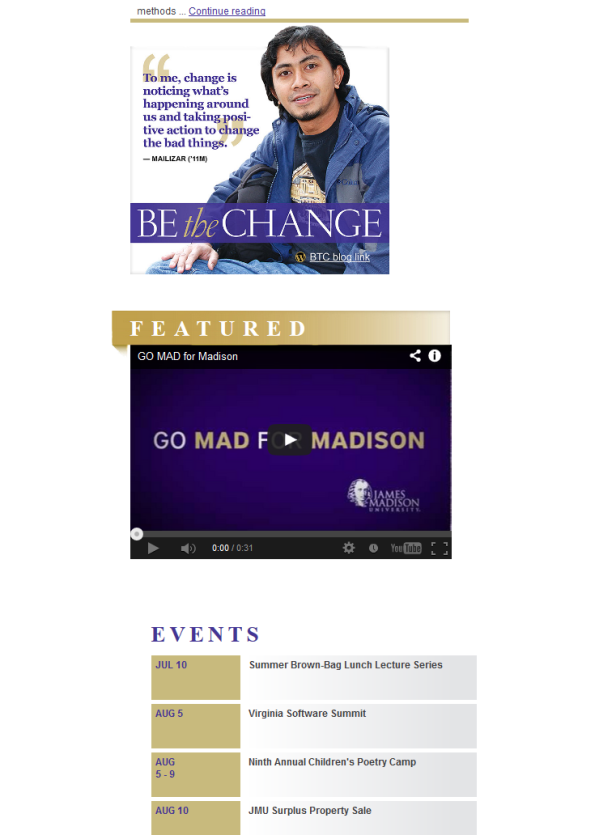 methods ... Continue reading
“
To me, change is
noticing what’s
happening around
us and taking posi-
tive action to change
the bad things.
”
— MAILIZAR ('11M)
BE the CHANGE
BTC blog link
FEATURED
GO MAD for Madison
GO MAD FOR MADISON
JAMES
MADISON
UNIVERSITY.
0:00 / 0:31
YouTube
EVENTS
JUL 10 Summer Brown-Bag Lunch Lecture Series
AUG 5 Virginia Software Summit
AUG Ninth Annual Children's Poetry Camp
5 - 9
AUG 10 JMU Surplus Property Sale